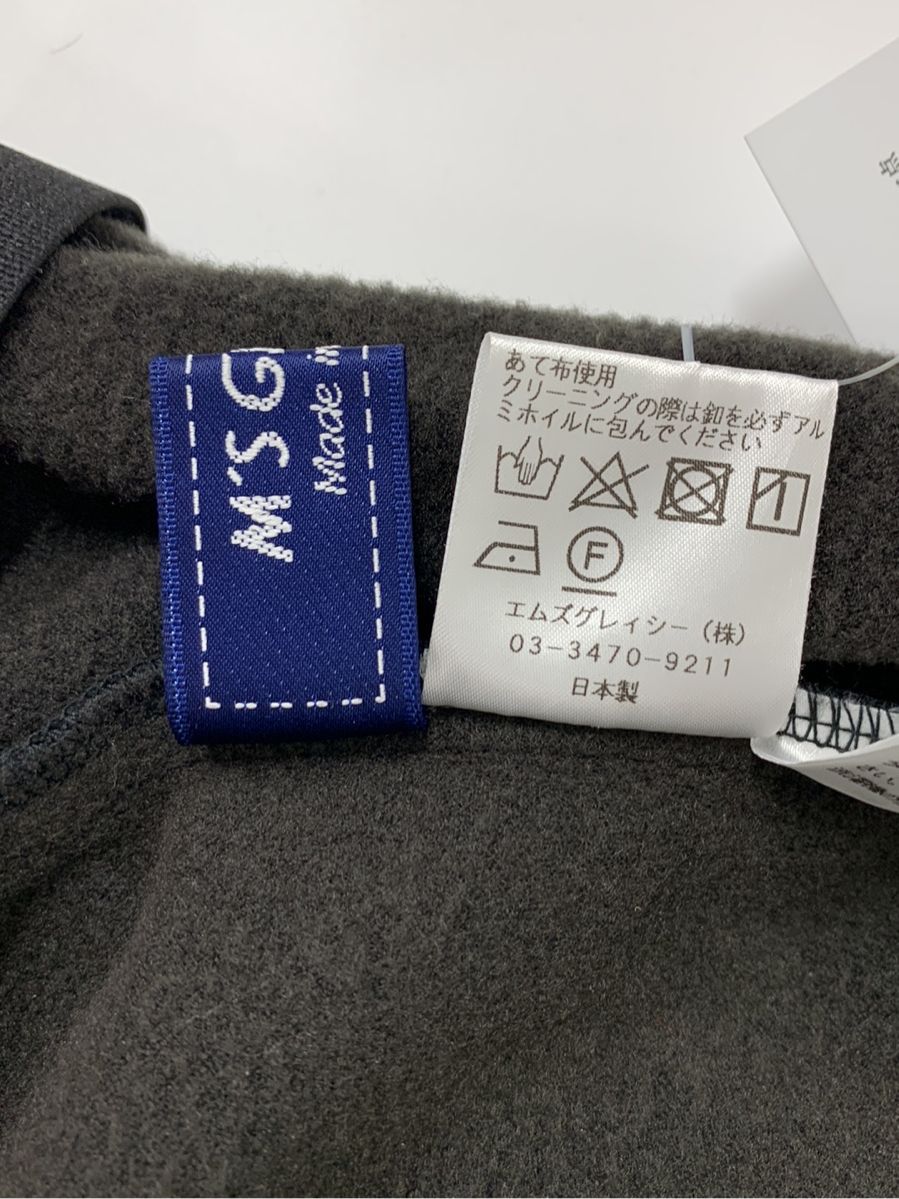 M'S G
Made in
あて布使用
クリーニングの際は釦を必ずアル
ミホイルに包んでください
F
エムズグレイシー(株)
03-3470-9211
日本製